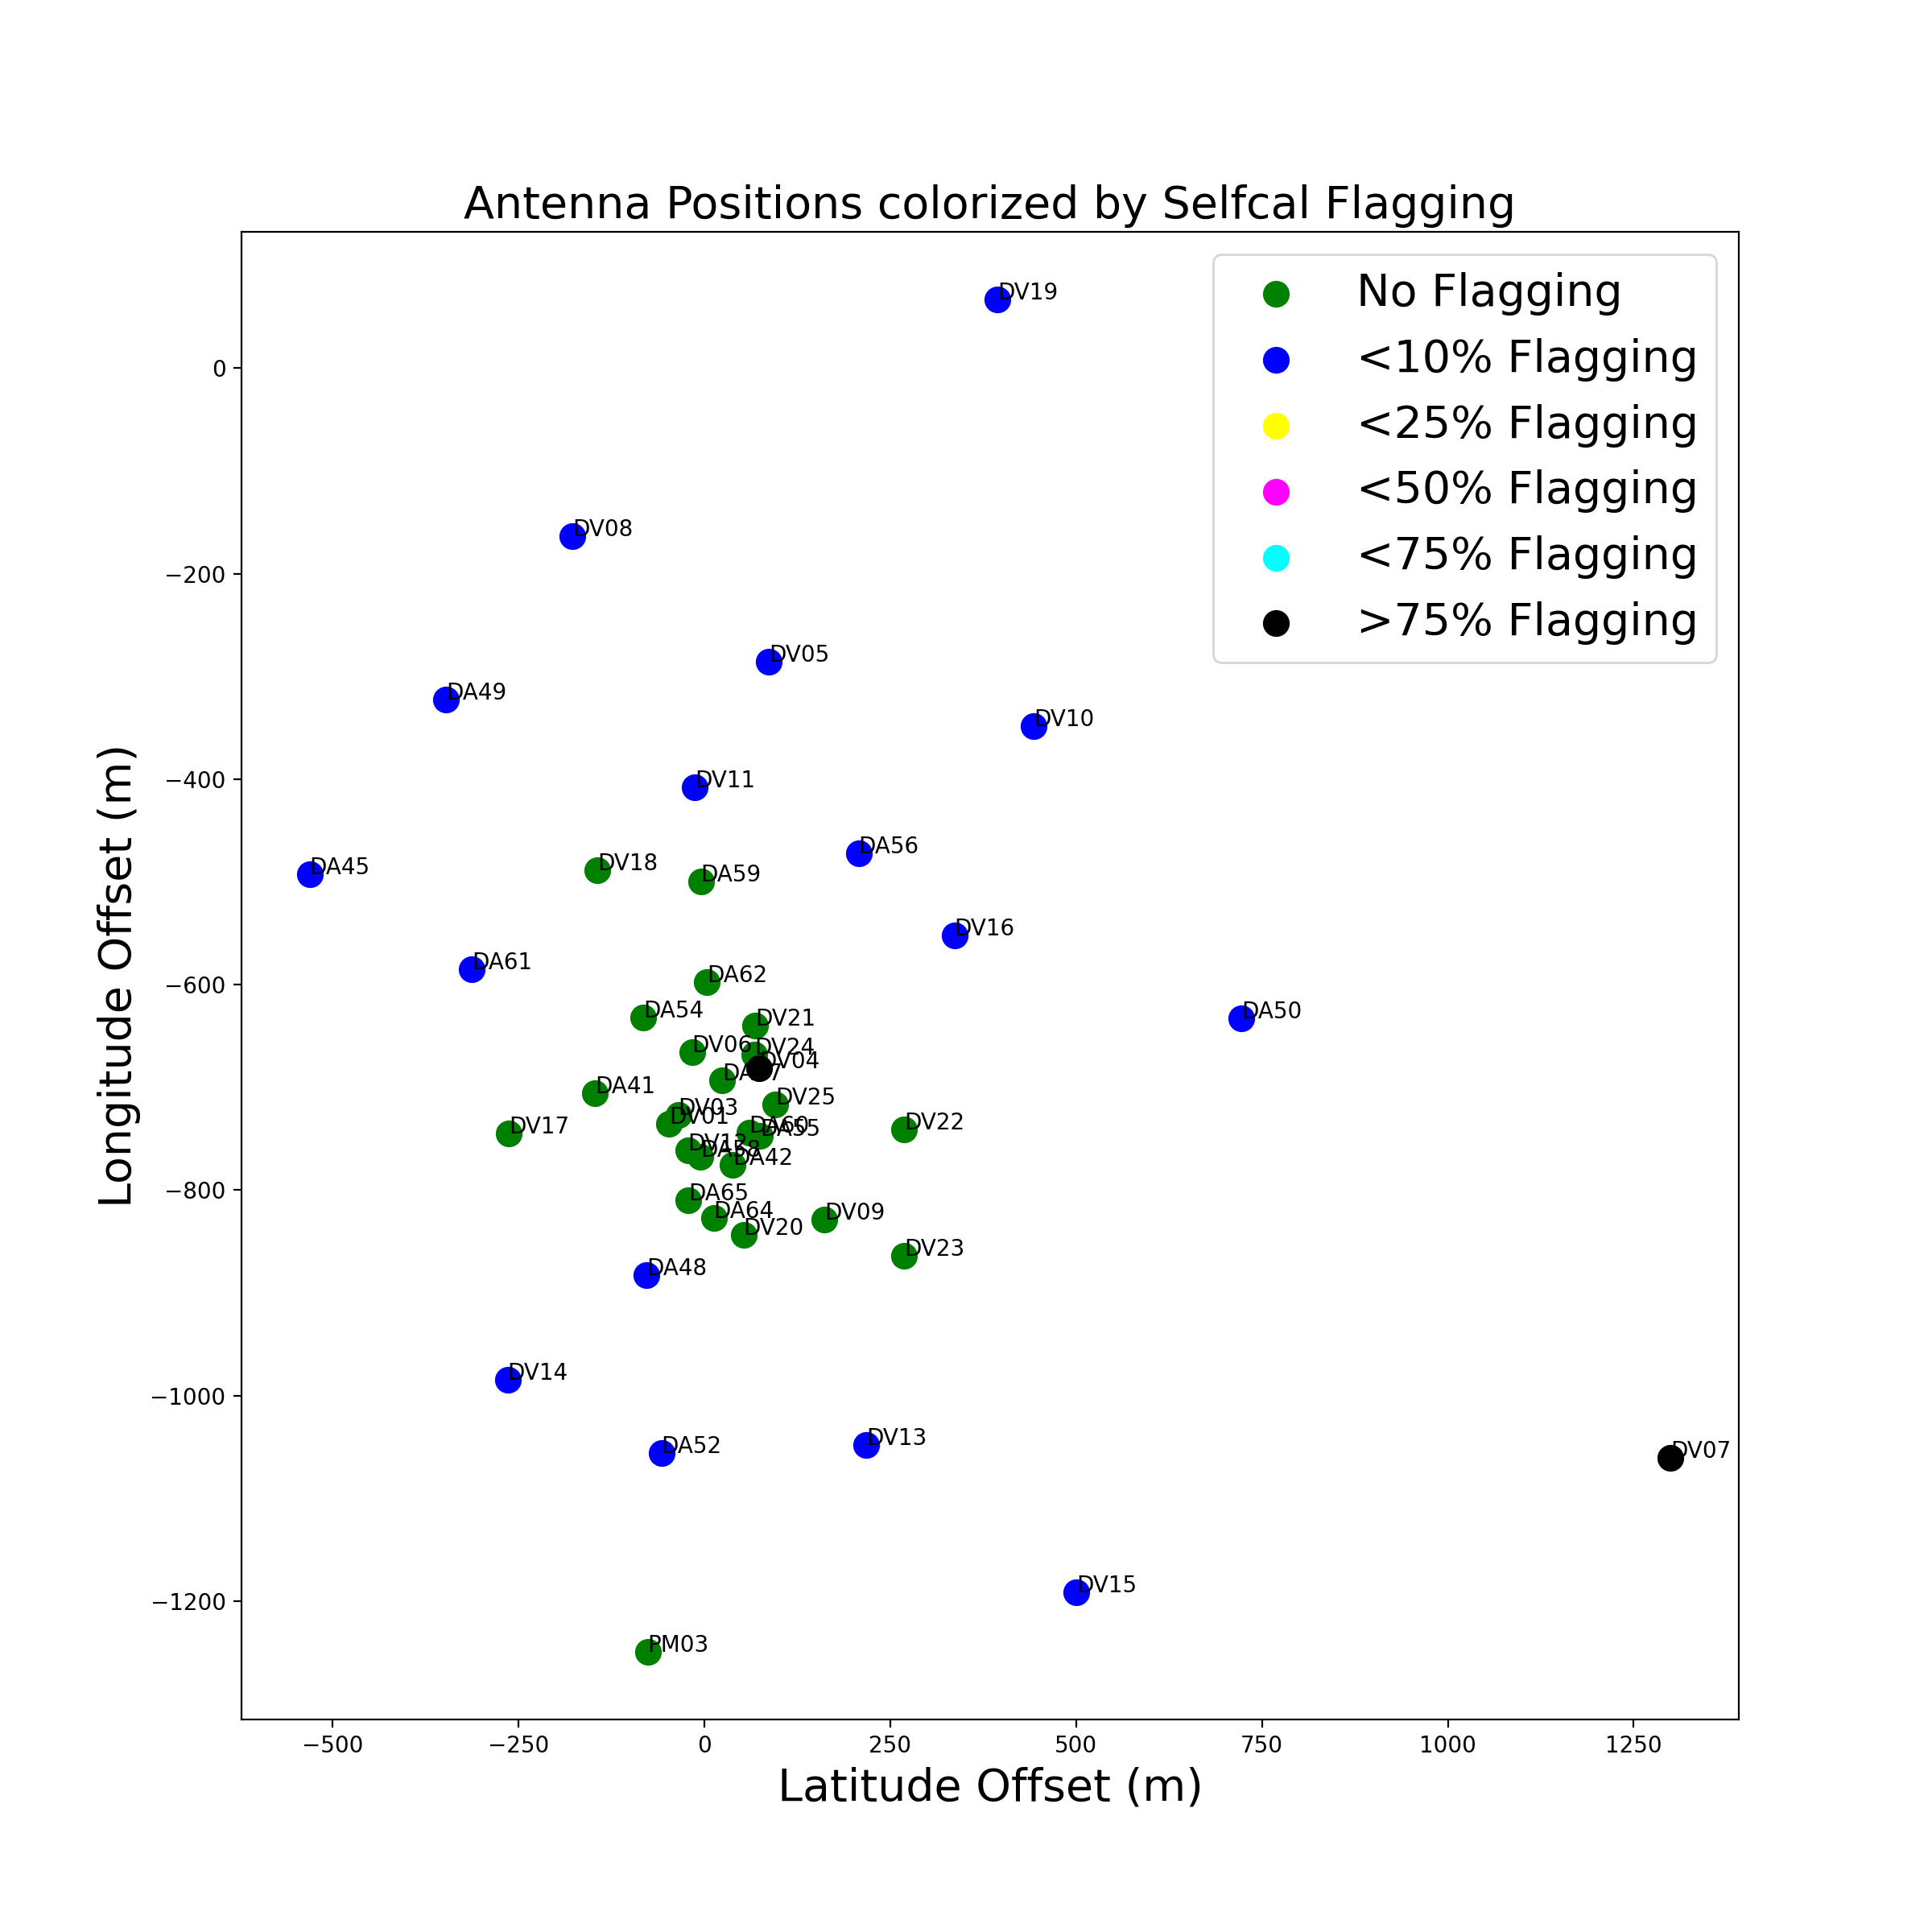 Antenna Positions colorized by Selfcal Flagging
No Flagging
<10% Flagging
<25% Flagging
<50% Flagging
<75% Flagging
>75% Flagging
DV19
DV08
DV05
DA49
DV10
DV11
DA56
DV18
DA45
DA59
DV16
DA61
DA62
DA54
DA50
DV21
DV06
DV24
DV04
DA41
DV25
DV03
DV01
DV17
DA60
DA55
DV22
DA42
DA65
DA64
DV09
DV20
DV23
DA48
DV14
DA52
DV13
DV07
DV15
PM03
0
−200
−400
−600
−800
−1000
−1200
−500
−250
0
250
500
750
1000
1250
Longitude Offset (m)
Latitude Offset (m)